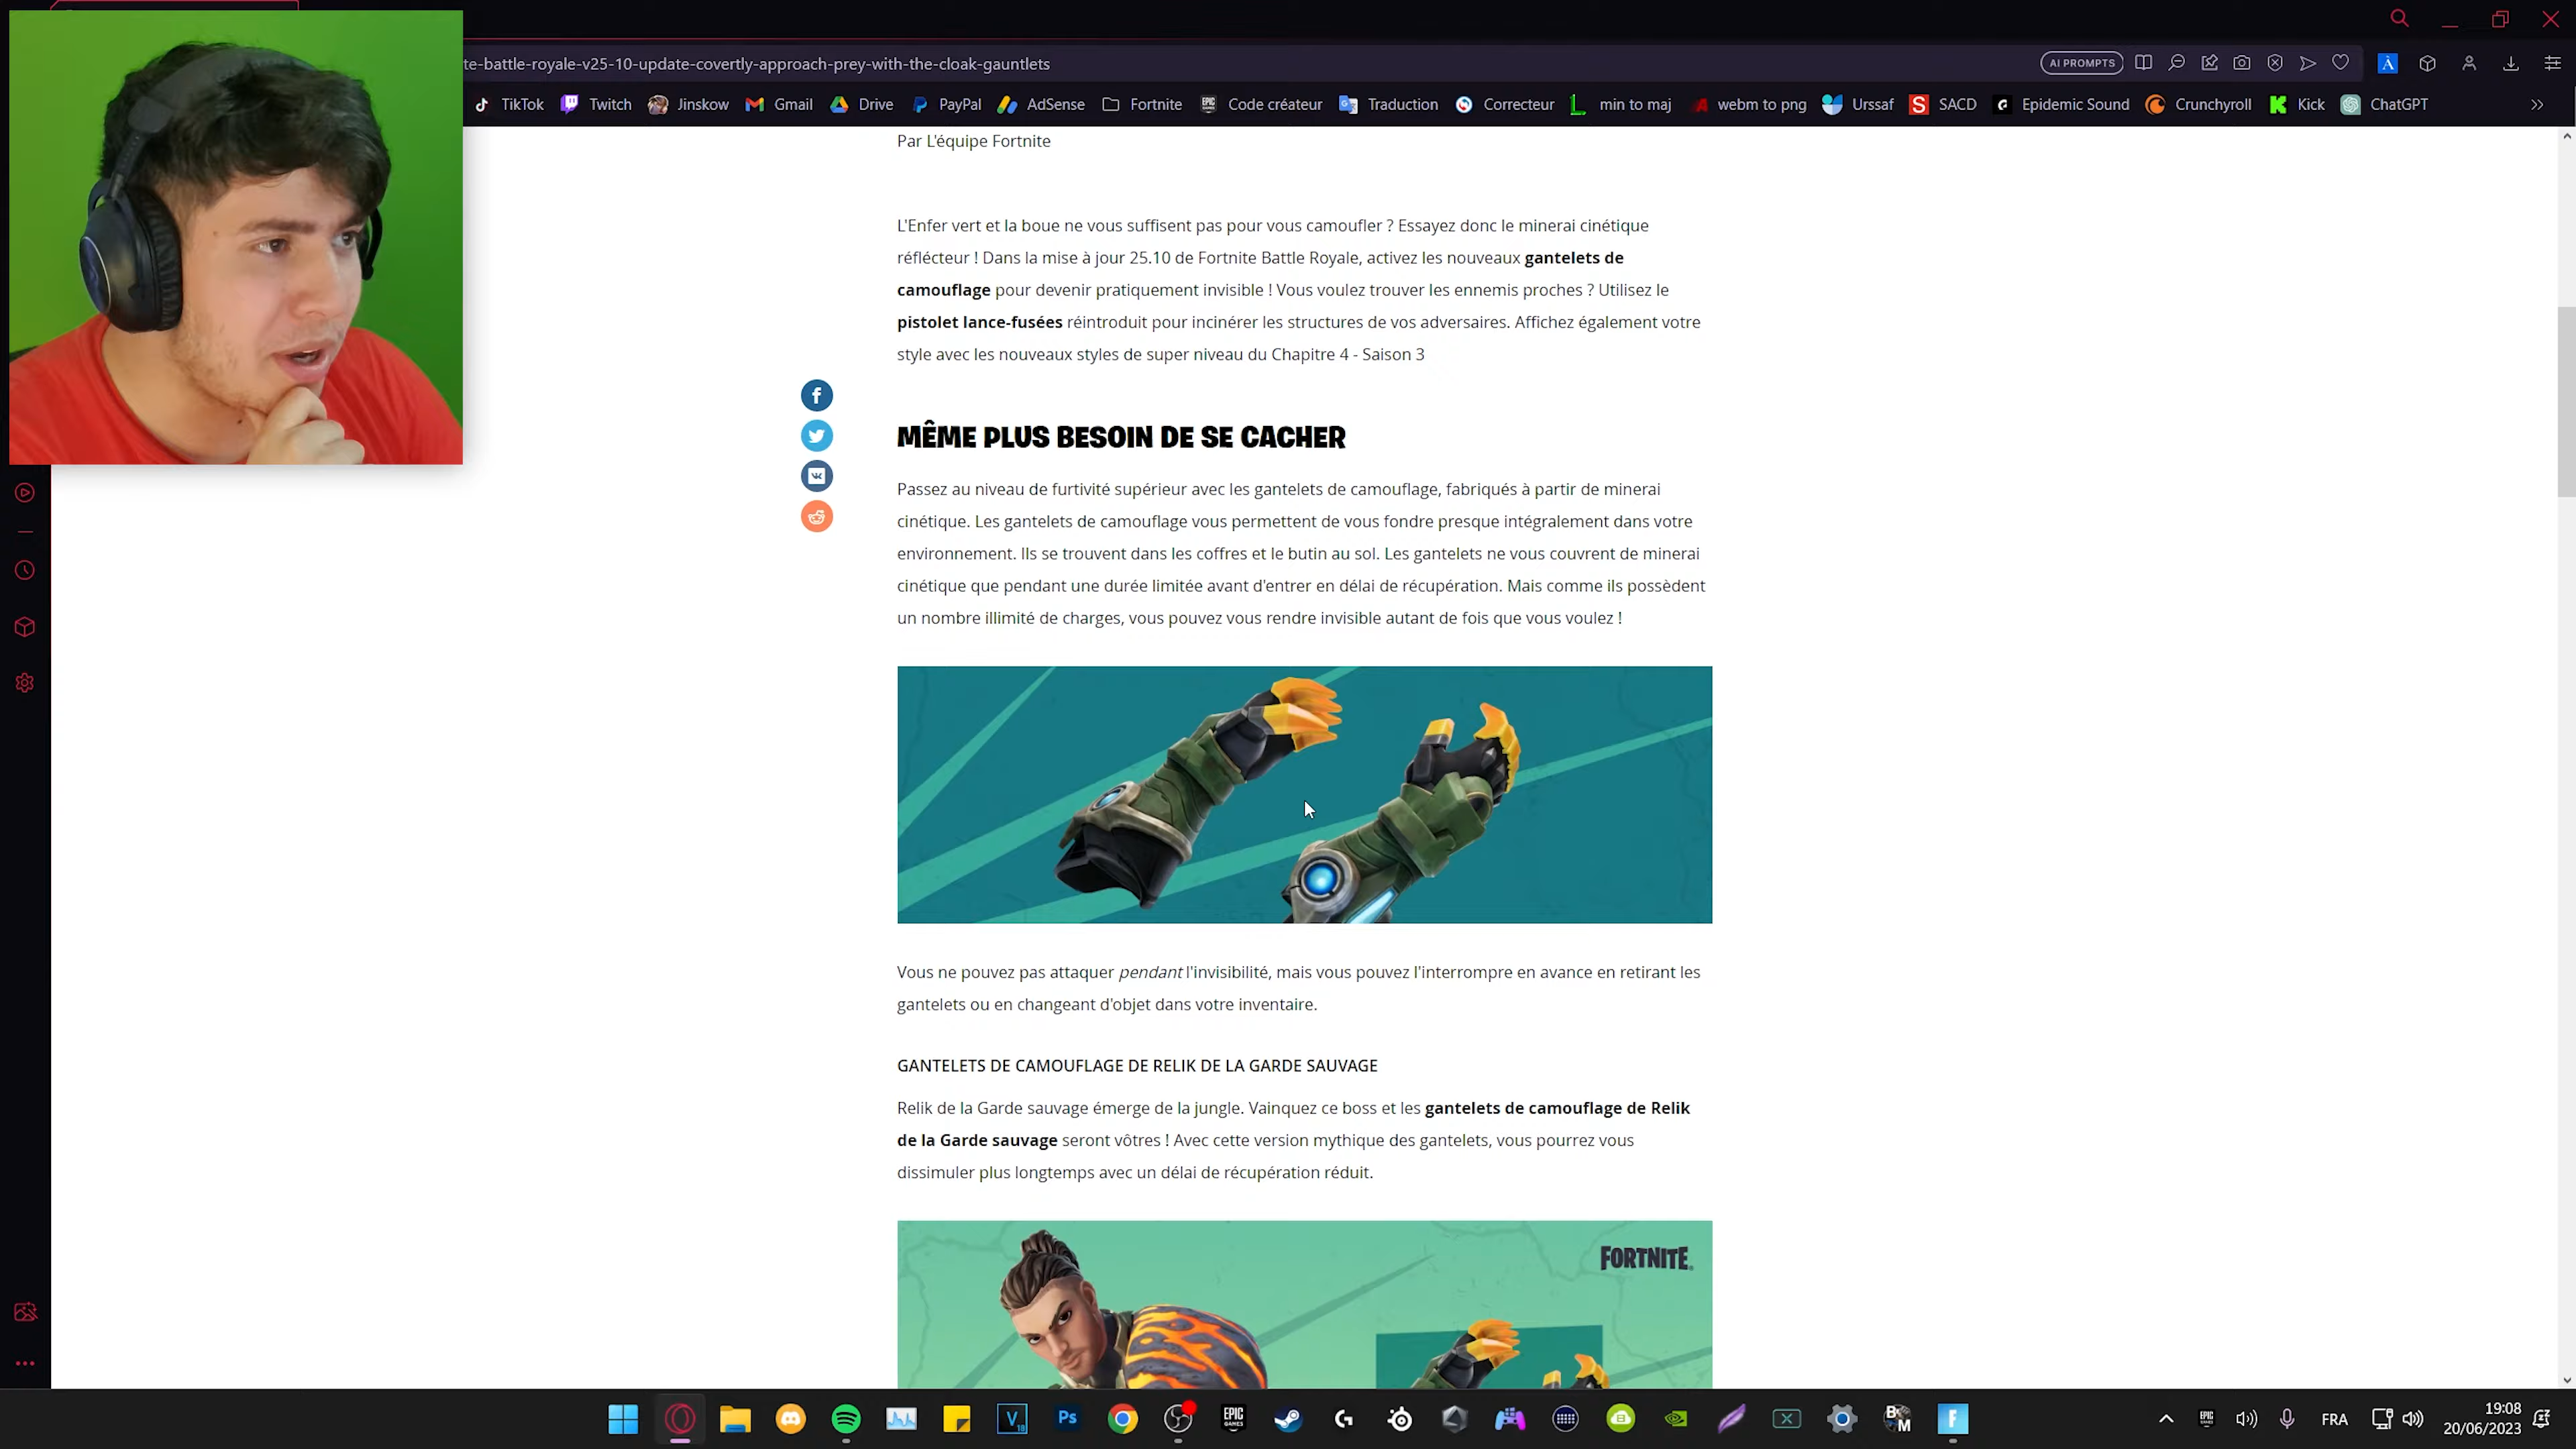 te-battle-royale-v25-10-update-covertly-approach-prey-with-the-cloak-gauntlets
AI PROMPTS
TikTok Twitch Jinskow Gmail Drive PayPal AdSense Fortnite Code créateur Traduction Correcteur min to maj webm to png Urssaf SACD Epidemic Sound Crunchyroll Kick ChatGPT
Par L'équipe Fortnite
L'Enfer vert et la boue ne vous suffisent pas pour vous camoufler ? Essayez donc le minerai cinétique
réflécteur ! Dans la mise à jour 25.10 de Fortnite Battle Royale, activez les nouveaux gantelets de
camouflage pour devenir pratiquement invisible ! Vous voulez trouver les ennemis proches ? Utilisez le
pistolet lance-fusées réintroduit pour incinérer les structures de vos adversaires. Affichez également votre
style avec les nouveaux styles de super niveau du Chapitre 4 - Saison 3
MÊME PLUS BESOIN DE SE CACHER
Passez au niveau de furtivité supérieur avec les gantelets de camouflage, fabriqués à partir de minerai
cinétique. Les gantelets de camouflage vous permettent de vous fondre presque intégralement dans votre
environnement. Ils se trouvent dans les coffres et le butin au sol. Les gantelets ne vous couvrent de minerai
cinétique que pendant une durée limitée avant d'entrer en délai de récupération. Mais comme ils possèdent
un nombre illimité de charges, vous pouvez vous rendre invisible autant de fois que vous voulez !
Vous ne pouvez pas attaquer pendant l'invisibilité, mais vous pouvez l'interrompre en avance en retirant les
gantelets ou en changeant d'objet dans votre inventaire.
GANTELETS DE CAMOUFLAGE DE RELIK DE LA GARDE SAUVAGE
Relik de la Garde sauvage émerge de la jungle. Vainquez ce boss et les gantelets de camouflage de Relik
de la Garde sauvage seront vôtres ! Avec cette version mythique des gantelets, vous pourrez vous
dissimuler plus longtemps avec un délai de récupération réduit.
FORTNITE
FRA
19:08
20/06/2023